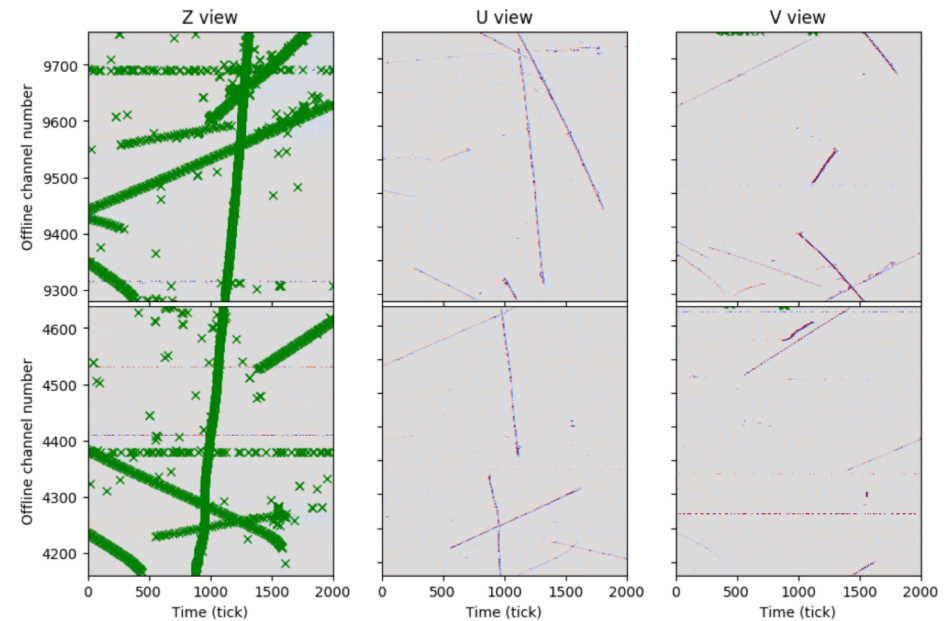 Z view U view V view
Offline channel number
9700
9600
9500
9400
9300
Offline channel number
4600
4500
4400
4300
4200
0 500 1000 1500 2000 0 500 1000 1500 2000 0 500 1000 1500 2000
Time (tick) Time (tick) Time (tick)